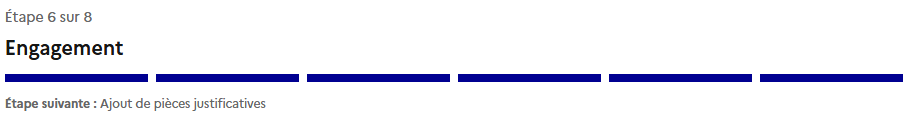 Étape 6 sur 8
Engagement
Étape suivante : Ajout de pièces justificatives